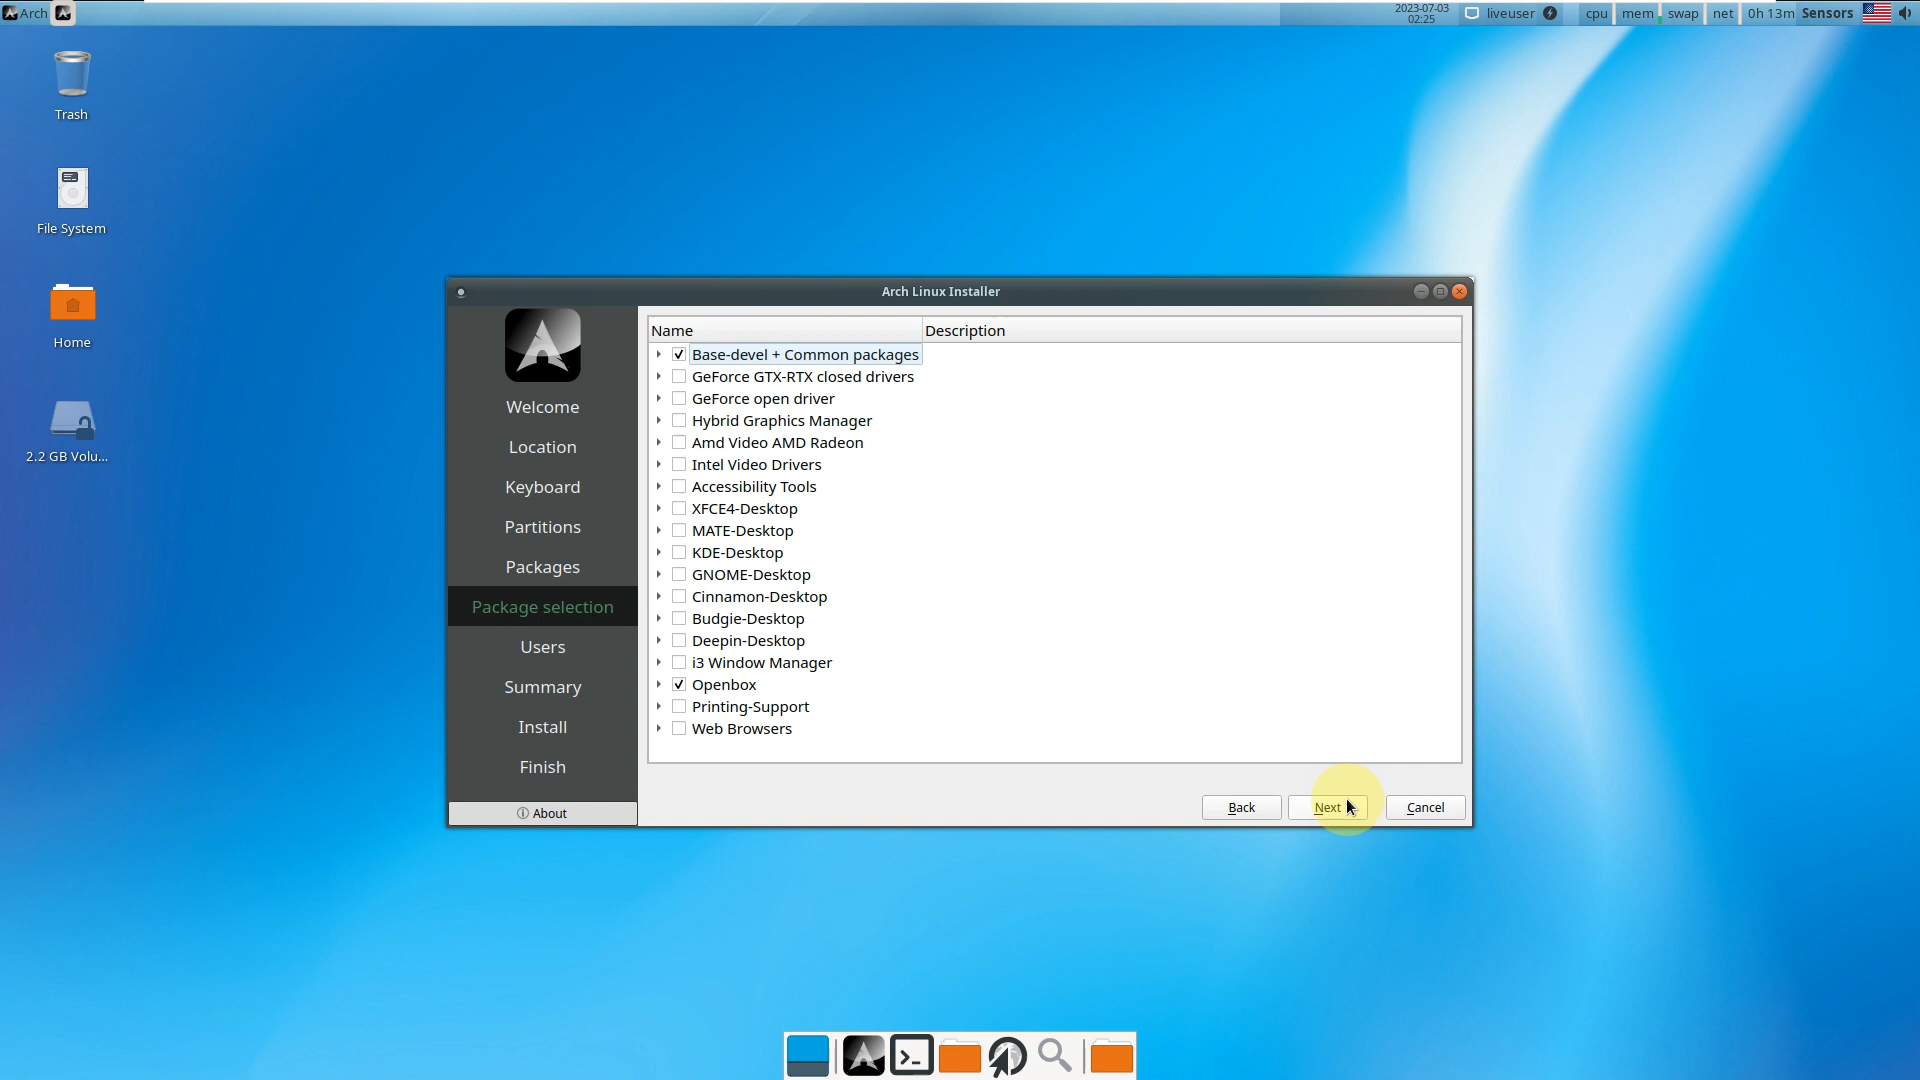 Arch
2023-07-03
02:25
liveuser
cpu
mem
swap
net
0h 13m
Sensors
Trash
File System
Home
2.2 GB Volu...
Arch Linux Installer
Welcome
Location
Keyboard
Partitions
Packages
Package selection
Users
Summary
Install
Finish
About
Name Description
Base-devel + Common packages
GeForce GTX-RTX closed drivers
GeForce open driver
Hybrid Graphics Manager
Amd Video AMD Radeon
Intel Video Drivers
Accessibility Tools
XFCE4-Desktop
MATE-Desktop
KDE-Desktop
GNOME-Desktop
Cinnamon-Desktop
Budgie-Desktop
Deepin-Desktop
i3 Window Manager
Openbox
Printing-Support
Web Browsers
Back
Next
Cancel